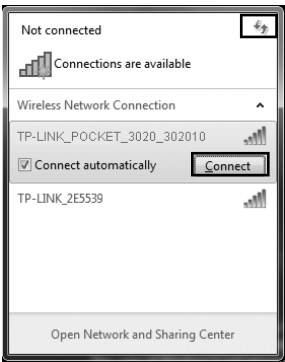 Not connected
Connections are available
Wireless Network Connection
TP-LINK_POCKET_3020_302010
Connect automatically
Connect
TP-LINK_2E5539
Open Network and Sharing Center